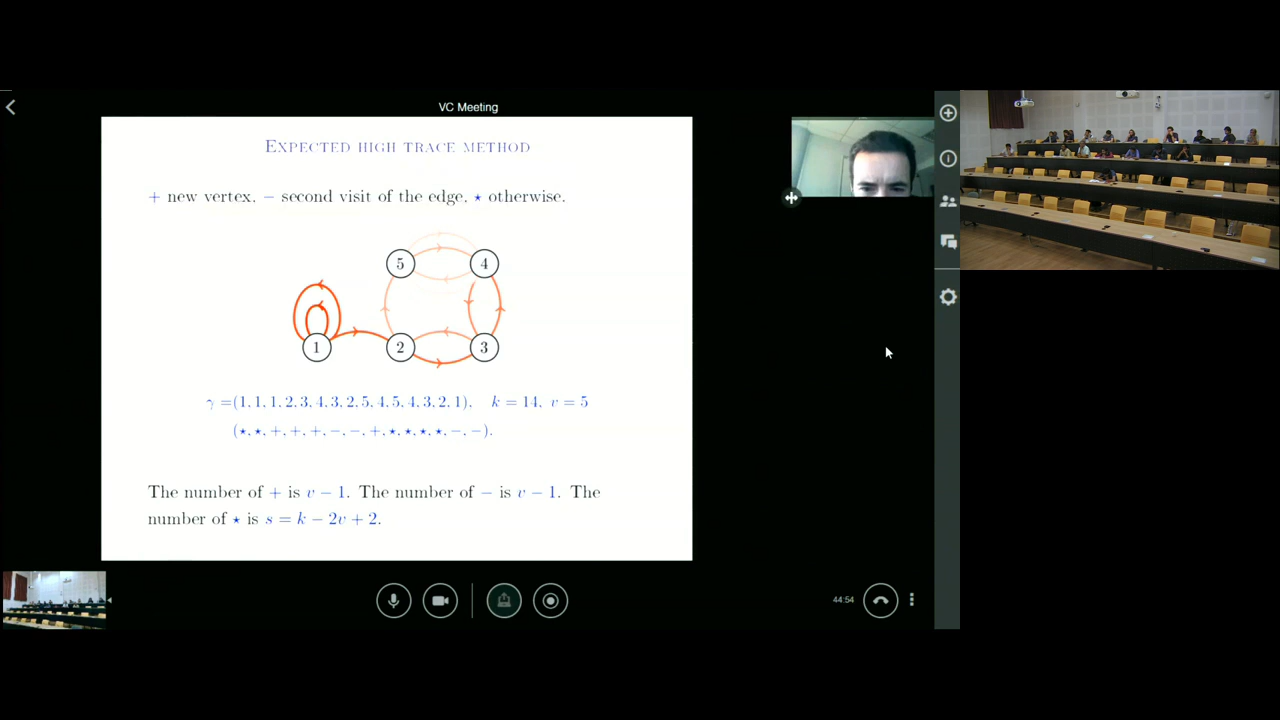 VC Meeting
EXPECTED HIGH TRACE METHOD
+ new vertex. − second visit of the edge. ⋆ otherwise.
5 4
1 2 3
γ =(1, 1, 1, 2, 3, 4, 3, 2, 5, 4, 5, 4, 3, 2, 1). k = 14, v = 5
(⋆, ⋆, +, +, +, −, −, +, ⋆, ⋆, ⋆, ⋆, −, −).
The number of + is v − 1. The number of − is v − 1. The
number of ⋆ is s = k − 2v + 2.
44:54